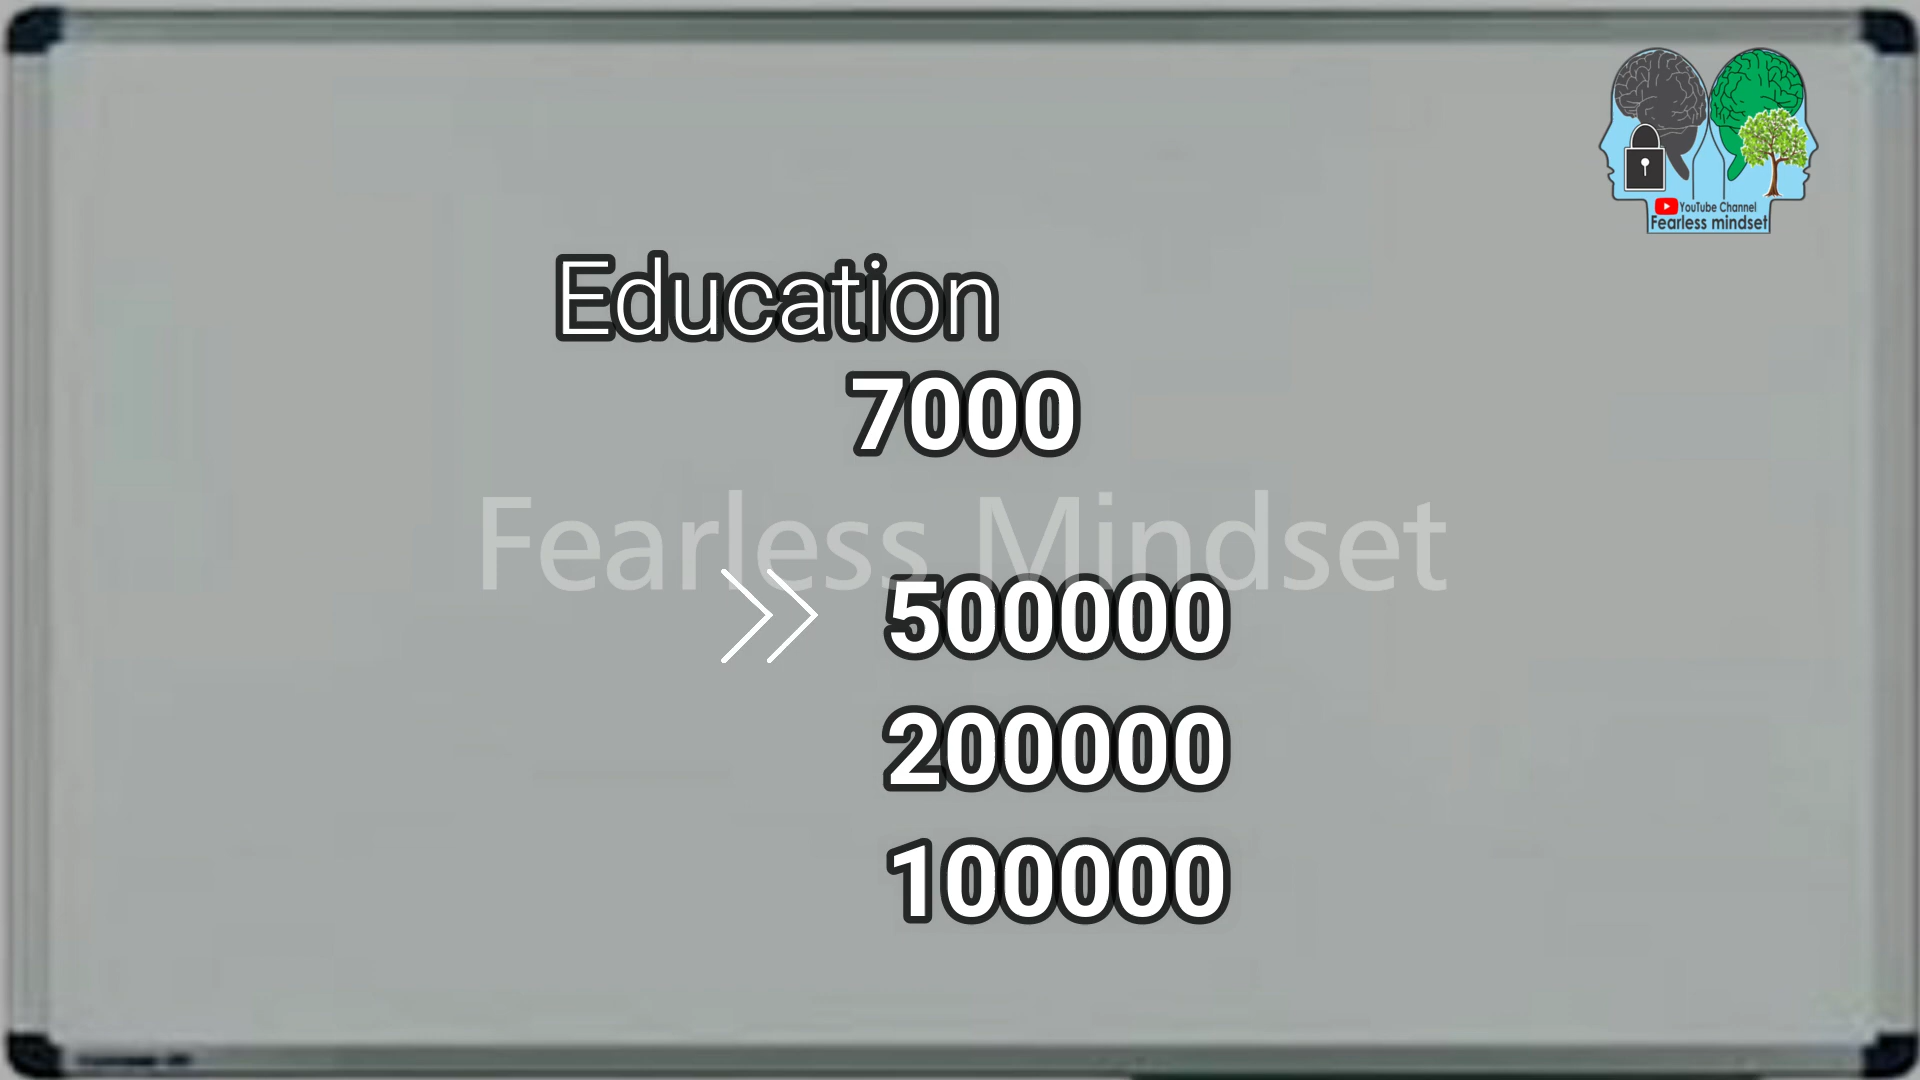 YouTube Channel
Fearless mindset
Education
7000
Fearless Mindset
500000
200000
100000